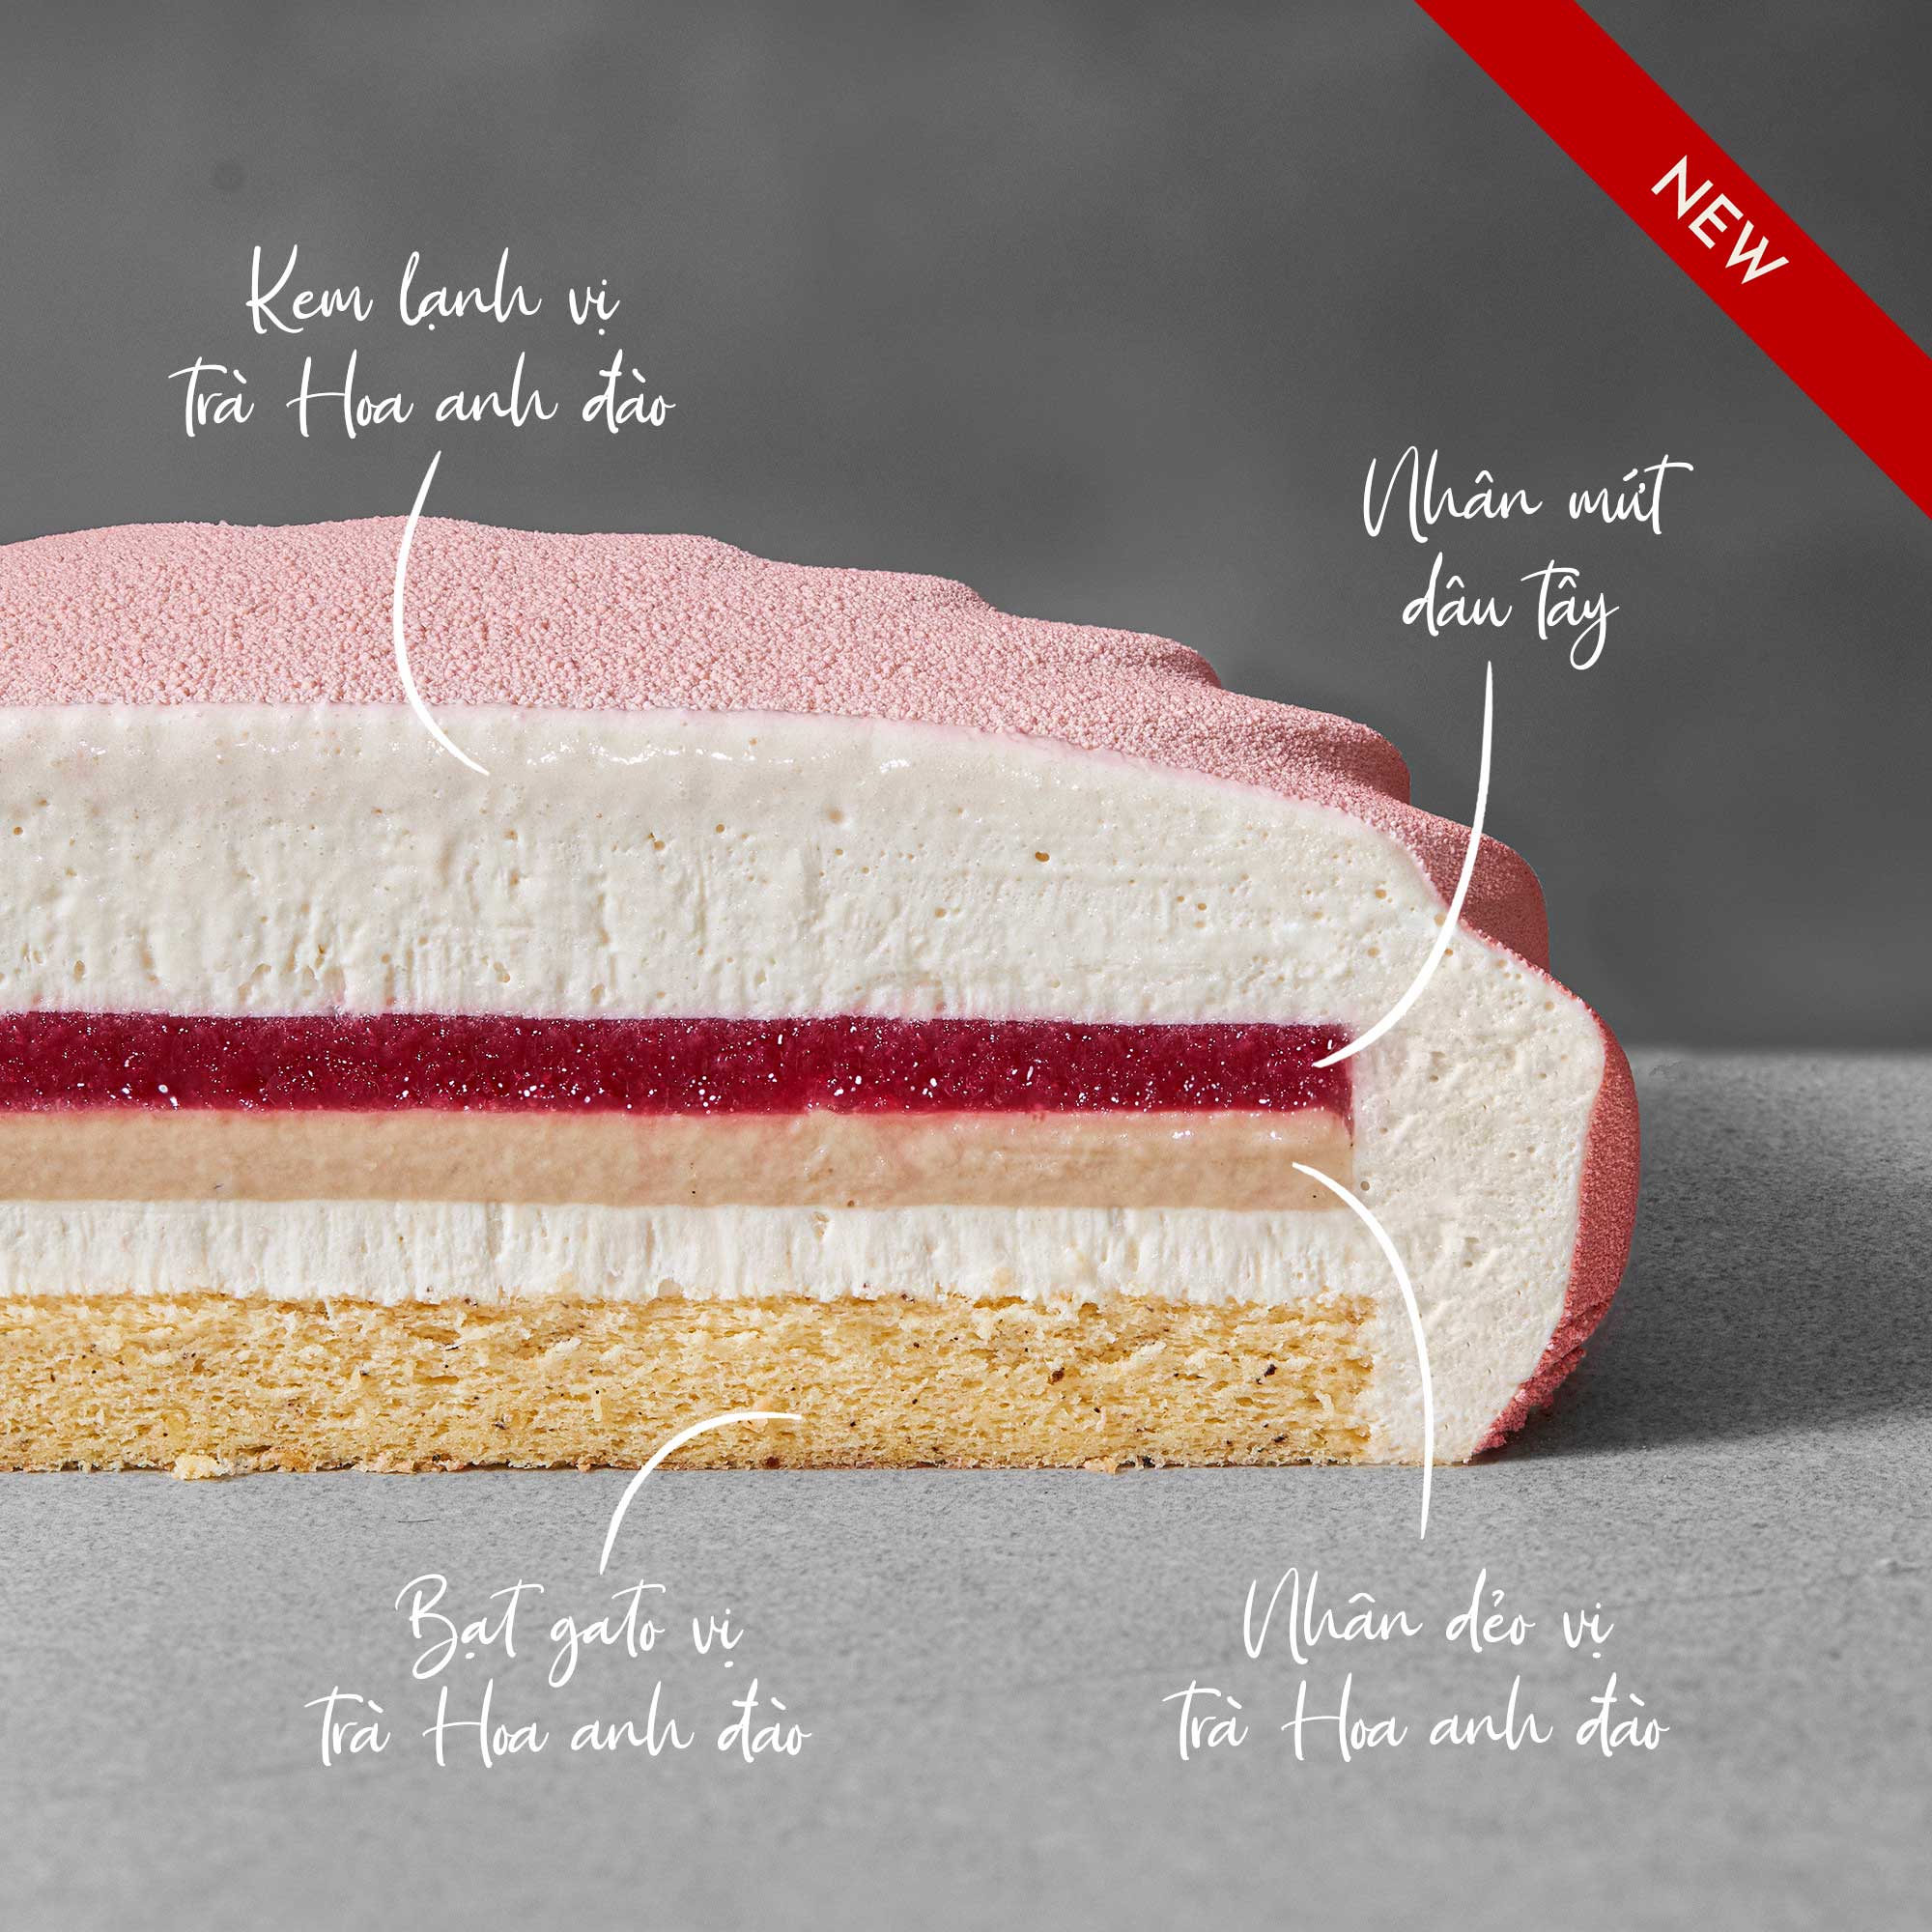 NEW
Kem lạnh vị
trà Hoa anh đào
Nhân mứt
dâu tây
Bạt gato vị
trà Hoa anh đào
Nhân dẻo vị
trà Hoa anh đào